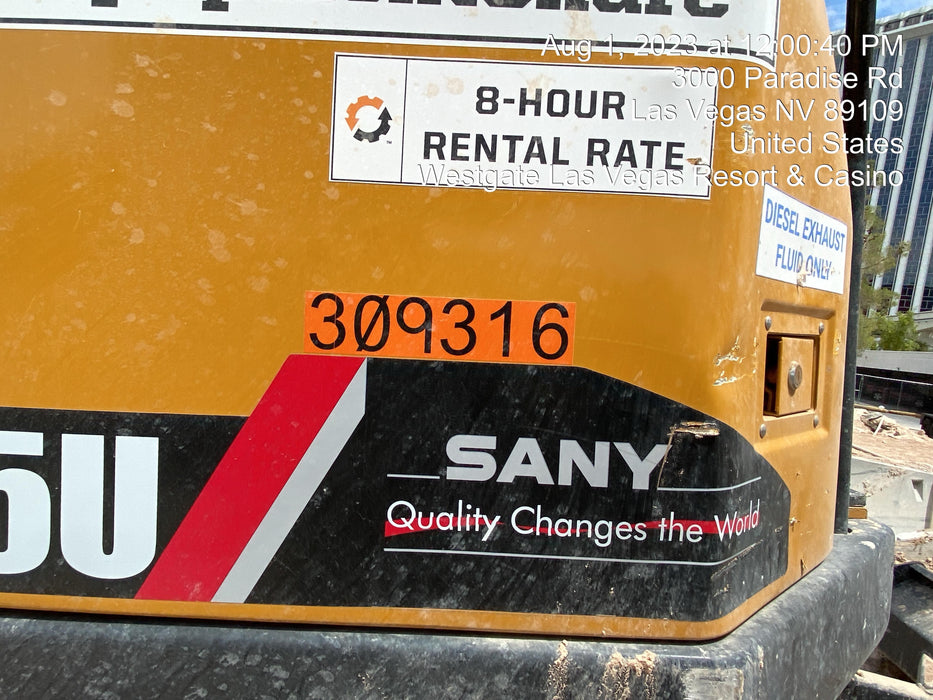 Aug 1, 2023 at 12:00:40 PM
3000 Paradise Rd
Las Vegas NV 89109
United States
Westgate Las Vegas Resort & Casino
8-HOUR
RENTAL RATE
™
DIESEL EXHAUST
FLUID ONLY
309316
5U
SANY
Quality Changes the World